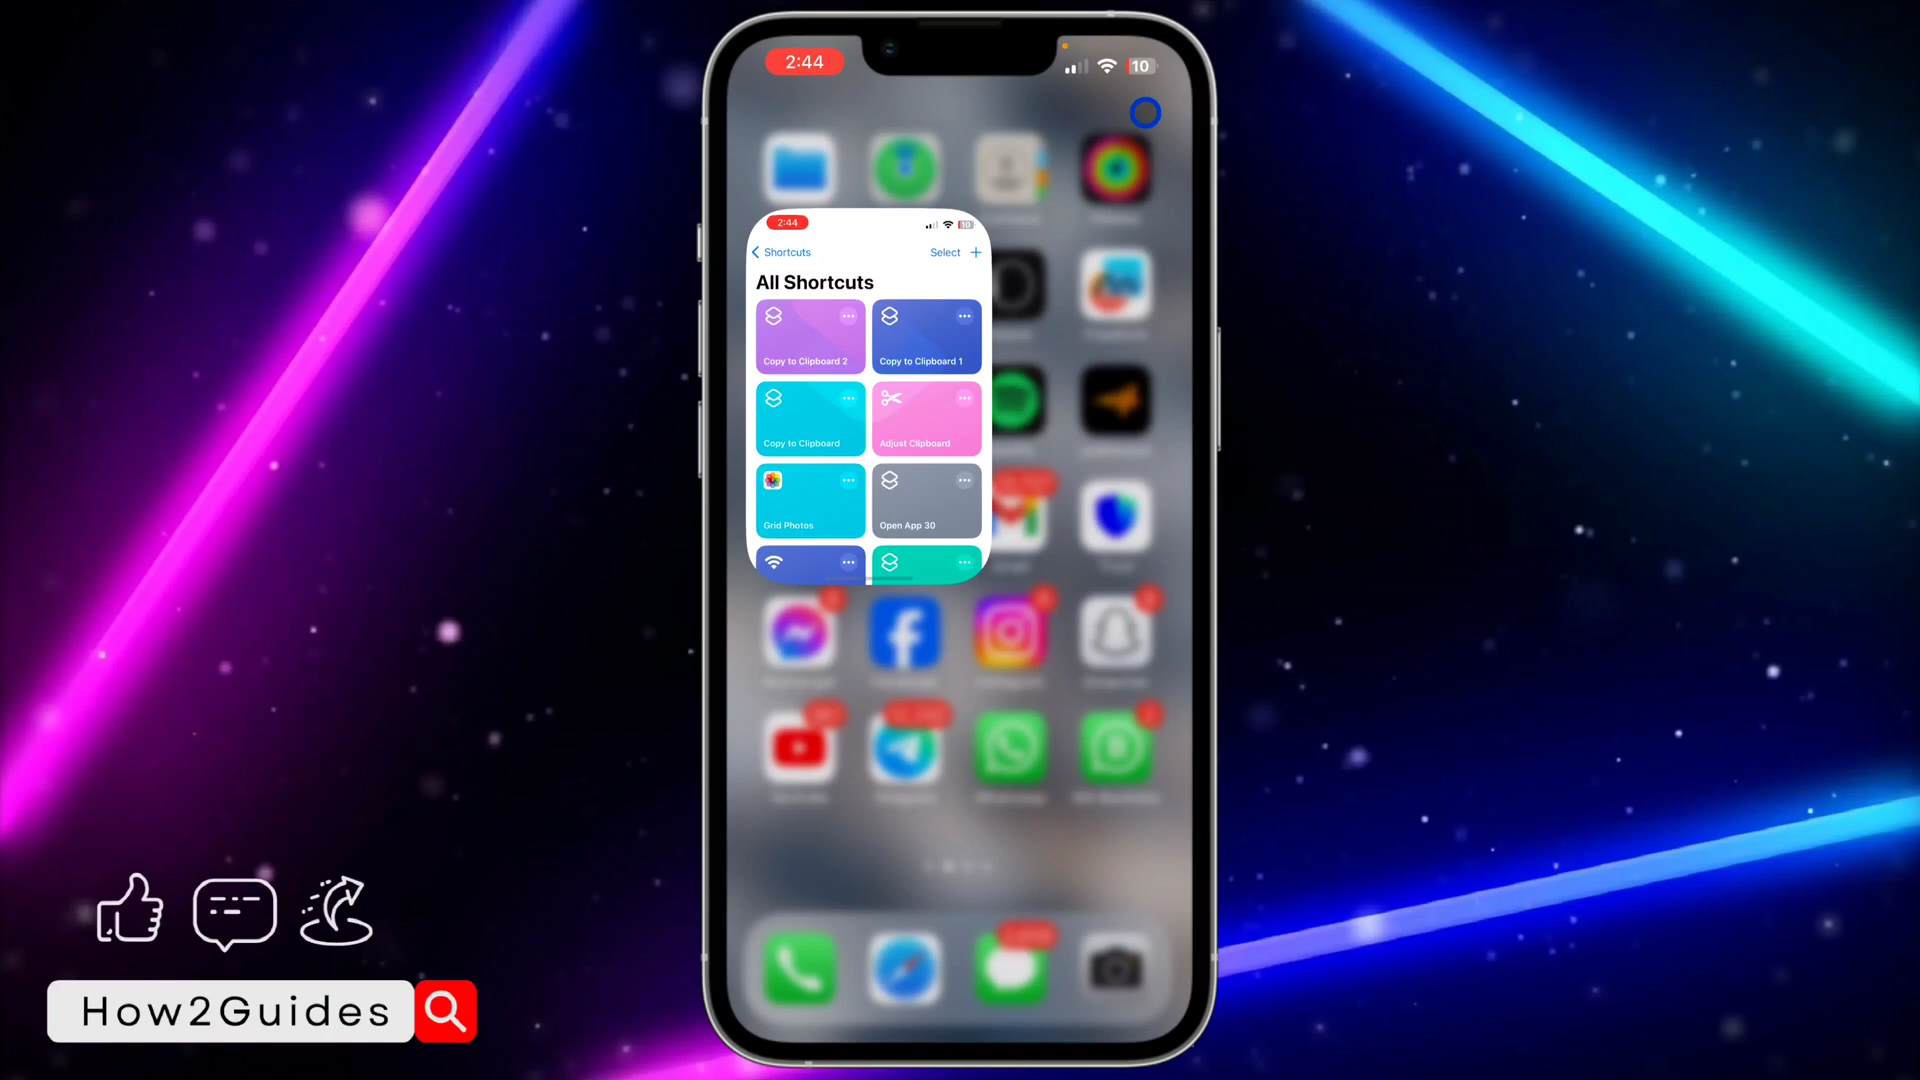 2:44
10
2:44
10
Shortcuts
Select +
All Shortcuts
Copy to Clipboard 2
Copy to Clipboard 1
Copy to Clipboard
Adjust Clipboard
Grid Photos
Open App 30
How2Guides